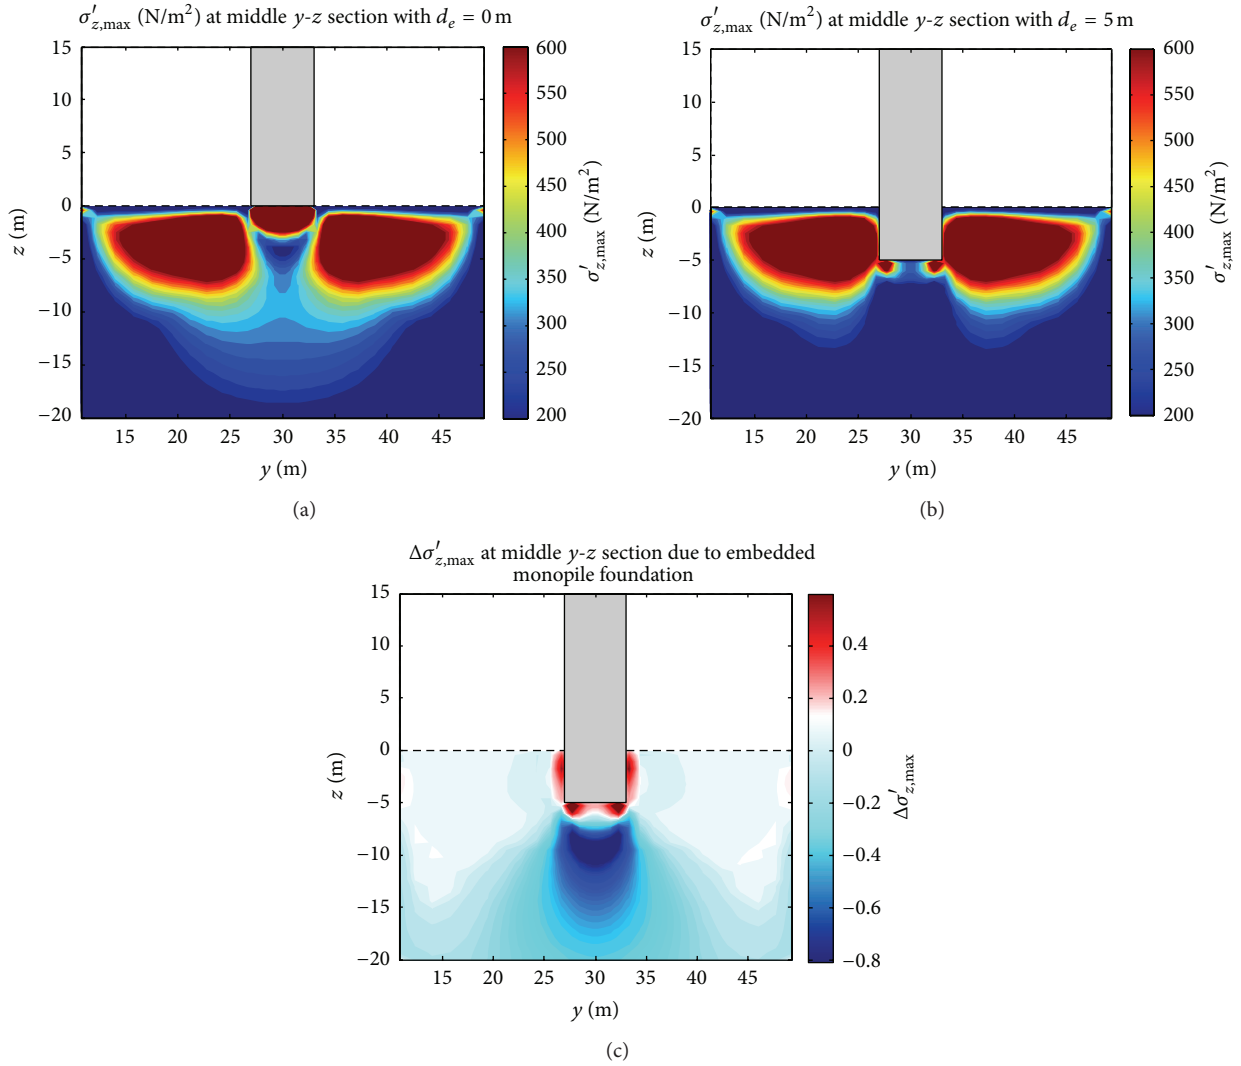 σ′z,max (N/m²) at middle y-z section with de = 0 m
15
10
5
0
−5
−10
−15
−20
z (m)
15 20 25 30 35 40 45
y (m)
600
550
500
450
400
350
300
250
200
σ′z,max (N/m²)
(a)
σ′z,max (N/m²) at middle y-z section with de = 5 m
15
10
5
0
−5
−10
−15
−20
z (m)
15 20 25 30 35 40 45
y (m)
600
550
500
450
400
350
300
250
200
σ′z,max (N/m²)
(b)
Δσ′z,max at middle y-z section due to embedded
monopile foundation
15
10
5
0
−5
−10
−15
−20
z (m)
15 20 25 30 35 40 45
y (m)
0.4
0.2
0
−0.2
−0.4
−0.6
−0.8
Δσ′z,max
(c)